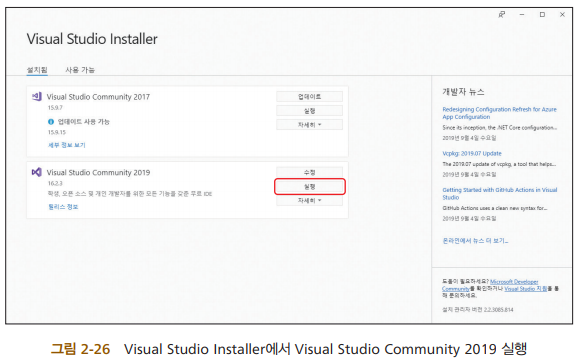 Visual Studio Installer
설치됨 사용 가능
Visual Studio Community 2017
15.9.7
업데이트 사용 가능
15.9.15
세부 정보 보기
업데이트
실행
자세히
Visual Studio Community 2019
16.2.3
학생, 오픈 소스 및 개인 개발자를 위한 모든 기능을 갖춘 무료 IDE
릴리스 정보
수정
실행
자세히
개발자 뉴스
Redesigning Configuration Refresh for Azure
App Configuration
Since its inception, the .NET Core configuration...
2019년 9월 4일 수요일
Vcpkg: 2019.07 Update
The 2019.07 update of vcpkg, a tool that helps...
2019년 9월 4일 수요일
Getting Started with GitHub Actions in Visual
Studio
GitHub Actions uses a clean new syntax for...
2019년 9월 4일 수요일
온라인에서 뉴스 더 보기...
도움이 필요하세요? Microsoft Developer
Community를 확인하거나 Visual Studio 지원을 통
해 문의하세요.
설치 관리자 버전 2.2.3085.814
그림 2-26 Visual Studio Installer에서 Visual Studio Community 2019 실행